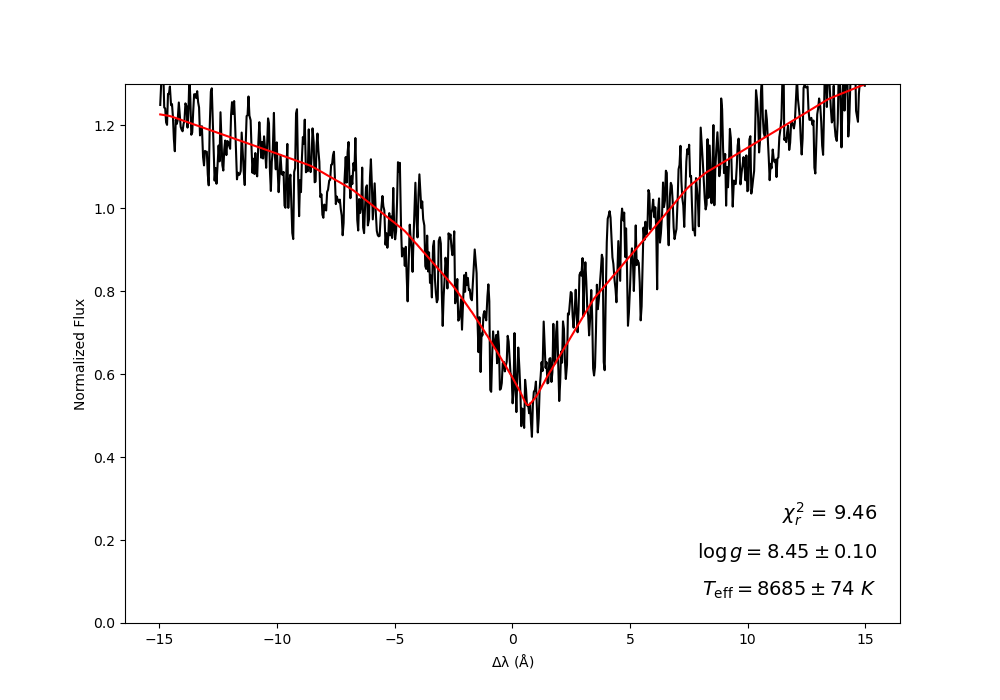 1.2
1.0
0.8
0.6
0.4
0.2
0.0
Normalized Flux
χ²ᵣ = 9.46
log g = 8.45 ± 0.10
T_eff = 8685 ± 74 K
−15 −10 −5 0 5 10 15
Δλ (Å)